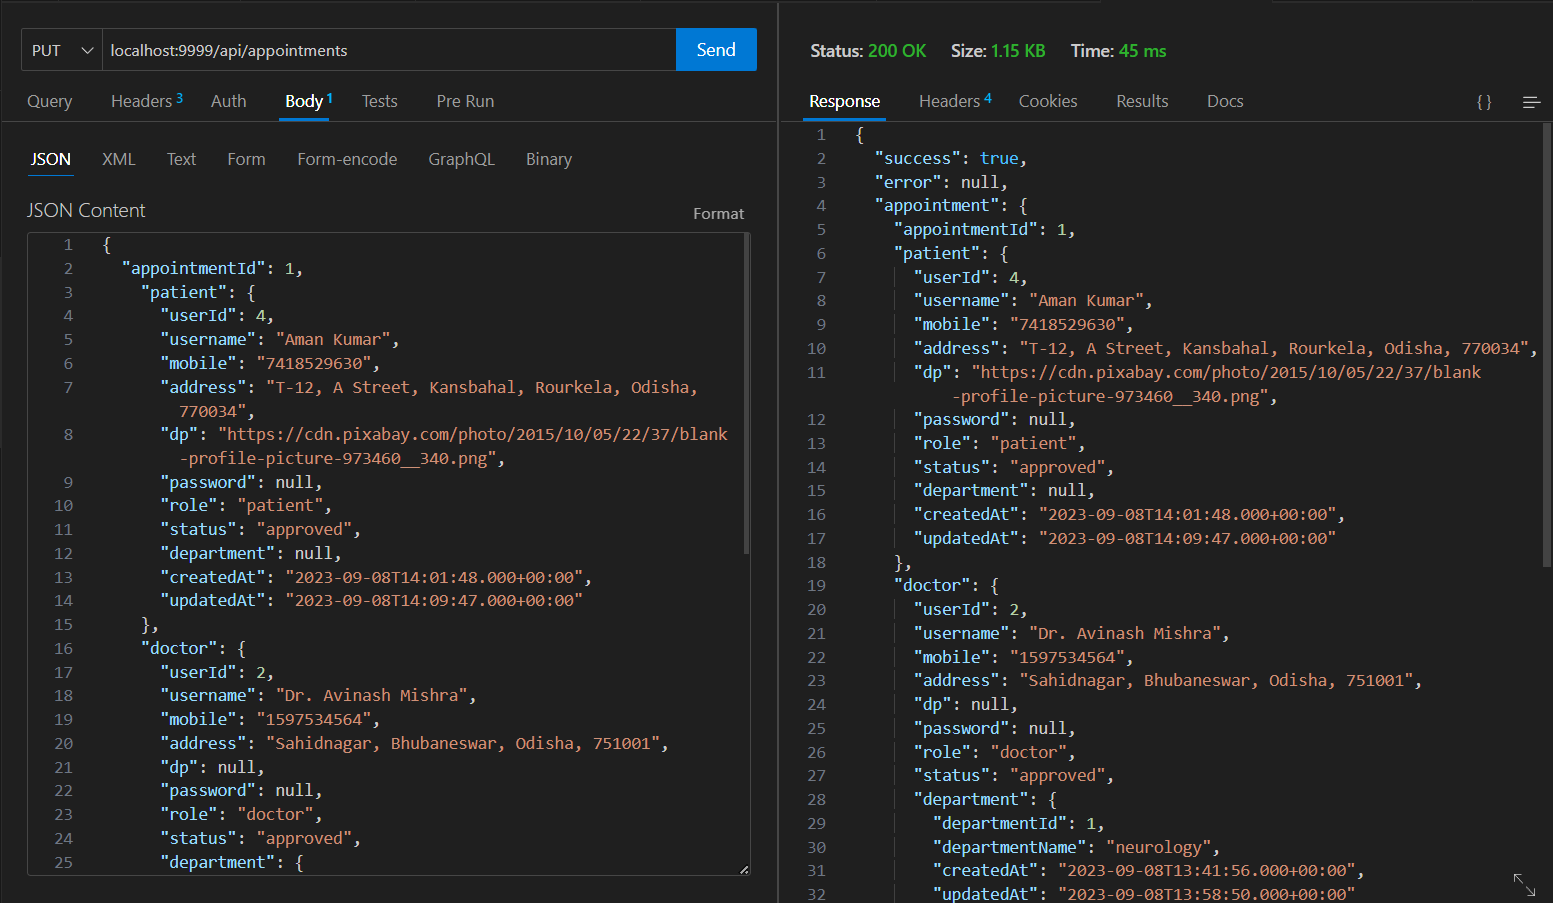 PUT localhost:9999/api/appointments Send
Query Headers 3 Auth Body 1 Tests Pre Run
JSON XML Text Form Form-encode GraphQL Binary
JSON Content Format
1 {
2 "appointmentId": 1,
3 "patient": {
4 "userId": 4,
5 "username": "Aman Kumar",
6 "mobile": "7418529630",
7 "address": "T-12, A Street, Kansbahal, Rourkela, Odisha,
770034",
8 "dp": "https://cdn.pixabay.com/photo/2015/10/05/22/37/blank
-profile-picture-973460__340.png",
9 "password": null,
10 "role": "patient",
11 "status": "approved",
12 "department": null,
13 "createdAt": "2023-09-08T14:01:48.000+00:00",
14 "updatedAt": "2023-09-08T14:09:47.000+00:00"
15 },
16 "doctor": {
17 "userId": 2,
18 "username": "Dr. Avinash Mishra",
19 "mobile": "1597534564",
20 "address": "Sahidnagar, Bhubaneswar, Odisha, 751001",
21 "dp": null,
22 "password": null,
23 "role": "doctor",
24 "status": "approved",
25 "department": {
Status: 200 OK Size: 1.15 KB Time: 45 ms
Response Headers 4 Cookies Results Docs {}
1 {
2 "success": true,
3 "error": null,
4 "appointment": {
5 "appointmentId": 1,
6 "patient": {
7 "userId": 4,
8 "username": "Aman Kumar",
9 "mobile": "7418529630",
10 "address": "T-12, A Street, Kansbahal, Rourkela, Odisha, 770034",
11 "dp": "https://cdn.pixabay.com/photo/2015/10/05/22/37/blank
-profile-picture-973460__340.png",
12 "password": null,
13 "role": "patient",
14 "status": "approved",
15 "department": null,
16 "createdAt": "2023-09-08T14:01:48.000+00:00",
17 "updatedAt": "2023-09-08T14:09:47.000+00:00"
18 },
19 "doctor": {
20 "userId": 2,
21 "username": "Dr. Avinash Mishra",
22 "mobile": "1597534564",
23 "address": "Sahidnagar, Bhubaneswar, Odisha, 751001",
24 "dp": null,
25 "password": null,
26 "role": "doctor",
27 "status": "approved",
28 "department": {
29 "departmentId": 1,
30 "departmentName": "neurology",
31 "createdAt": "2023-09-08T13:41:56.000+00:00",
32 "updatedAt": "2023-09-08T13:58:50.000+00:00"